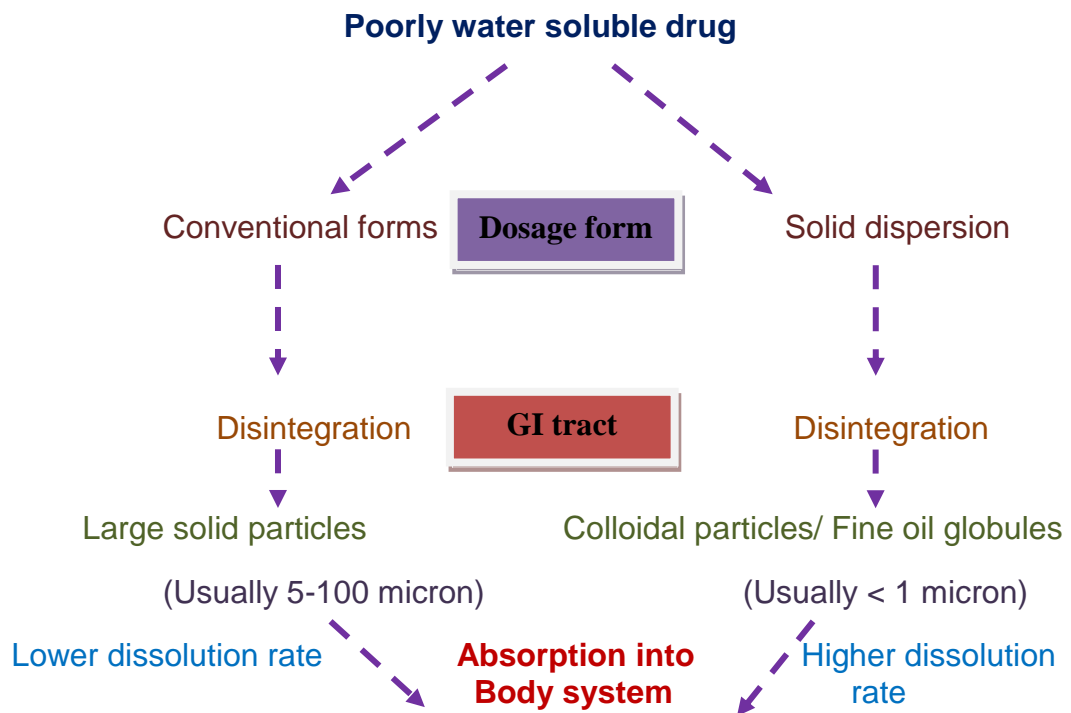 Poorly water soluble drug
Conventional forms
Dosage form
Solid dispersion
Disintegration
GI tract
Disintegration
Large solid particles
Colloidal particles/ Fine oil globules
(Usually 5-100 micron)
(Usually < 1 micron)
Lower dissolution rate
Absorption into
Body system
Higher dissolution
rate